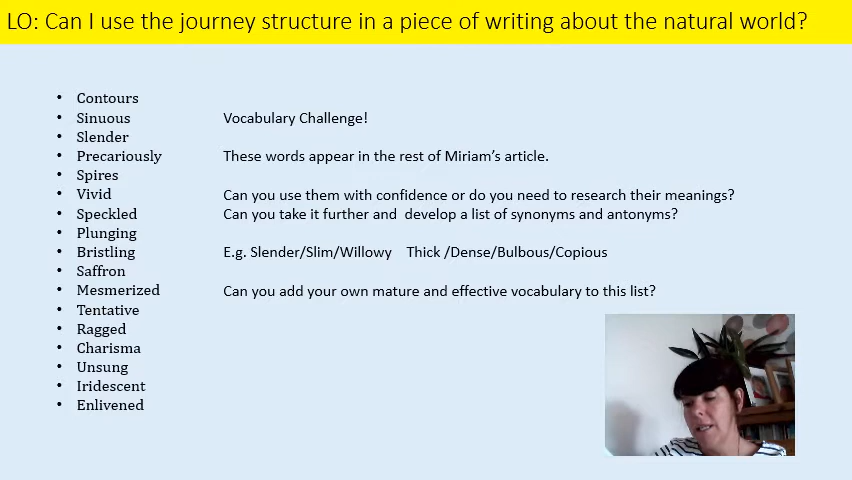 LO: Can I use the journey structure in a piece of writing about the natural world?
• Contours
• Sinuous
• Slender
• Precariously
• Spires
• Vivid
• Speckled
• Plunging
• Bristling
• Saffron
• Mesmerized
• Tentative
• Ragged
• Charisma
• Unsung
• Iridescent
• Enlivened
Vocabulary Challenge!
These words appear in the rest of Miriam’s article.
Can you use them with confidence or do you need to research their meanings?
Can you take it further and  develop a list of synonyms and antonyms?
E.g. Slender/Slim/Willowy   Thick /Dense/Bulbous/Copious
Can you add your own mature and effective vocabulary to this list?